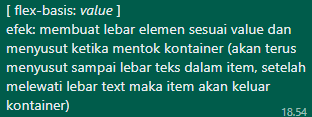 [ flex-basis: value ]
efek: membuat lebar elemen sesuai value dan
menyusut ketika mentok kontainer (akan terus
menyusut sampai lebar teks dalam item, setelah
melewati lebar text maka item akan keluar
kontainer)
18.54